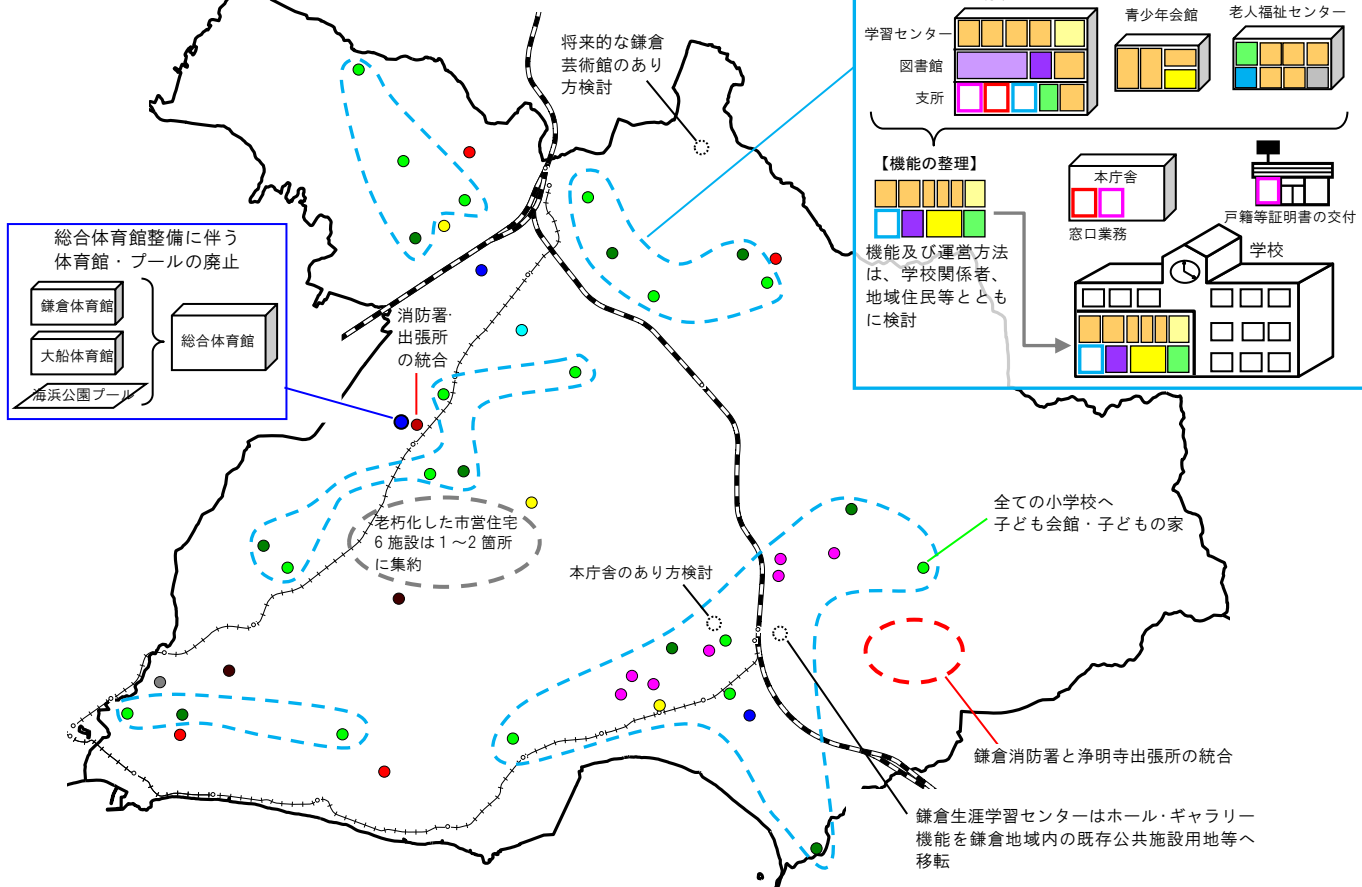 将来的な鎌倉
芸術館のあり
方検討
青少年会館
老人福祉センター
学習センター
図書館
支所
【機能の整理】
機能及び運営方法
は、学校関係者、
地域住民等ととも
に検討
本庁舎
窓口業務
戸籍等証明書の交付
学校
総合体育館整備に伴う
体育館・プールの廃止
鎌倉体育館
大船体育館
海浜公園プール
総合体育館
消防署・
出張所
の統合
老朽化した市営住宅
6 施設は 1 ～2 箇所
に集約
全ての小学校へ
子ども会館・子どもの家
本庁舎のあり方検討
鎌倉消防署と浄明寺出張所の統合
鎌倉生涯学習センターはホール・ギャラリー
機能を鎌倉地域内の既存公共施設用地等へ
移転